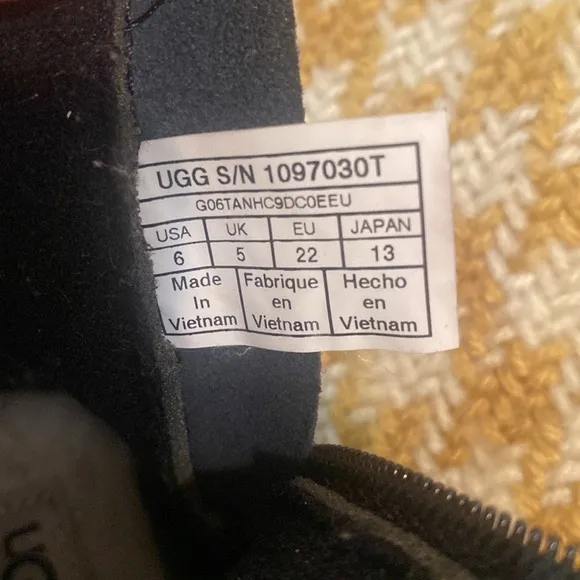 UGG S/N 1097030T
G06TANHC9DC0EEU
USA UK EU JAPAN
6 5 22 13
Made Fabrique Hecho
In en en
Vietnam Vietnam Vietnam